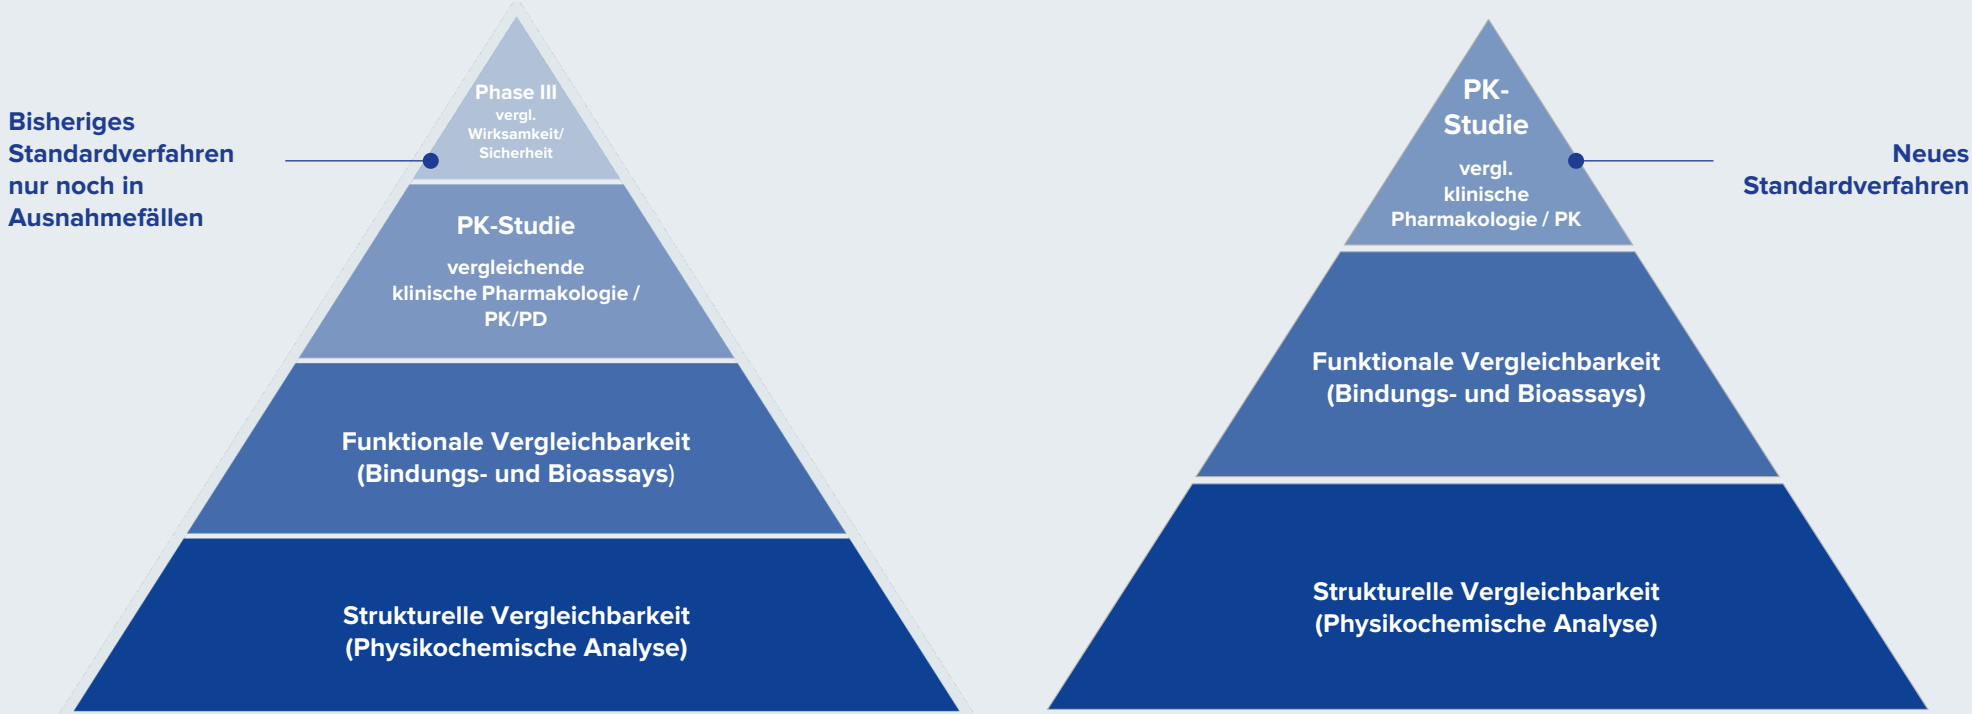 Bisheriges
Standardverfahren
nur noch in
Ausnahmefällen
Phase III
vergl.
Wirksamkeit/
Sicherheit
PK-Studie
vergleichende
klinische Pharmakologie /
PK/PD
Funktionale Vergleichbarkeit
(Bindungs- und Bioassays)
Strukturelle Vergleichbarkeit
(Physikochemische Analyse)
PK-
Studie
vergl.
klinische
Pharmakologie / PK
Neues
Standardverfahren
Funktionale Vergleichbarkeit
(Bindungs- und Bioassays)
Strukturelle Vergleichbarkeit
(Physikochemische Analyse)